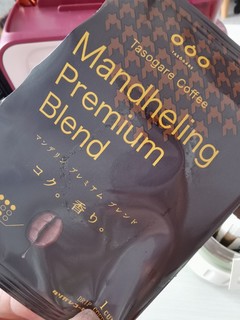 Tasogare Coffee
Mandheling
Premium
Blend
マンデリン プレミアム ブレンド
コク。香り。
1